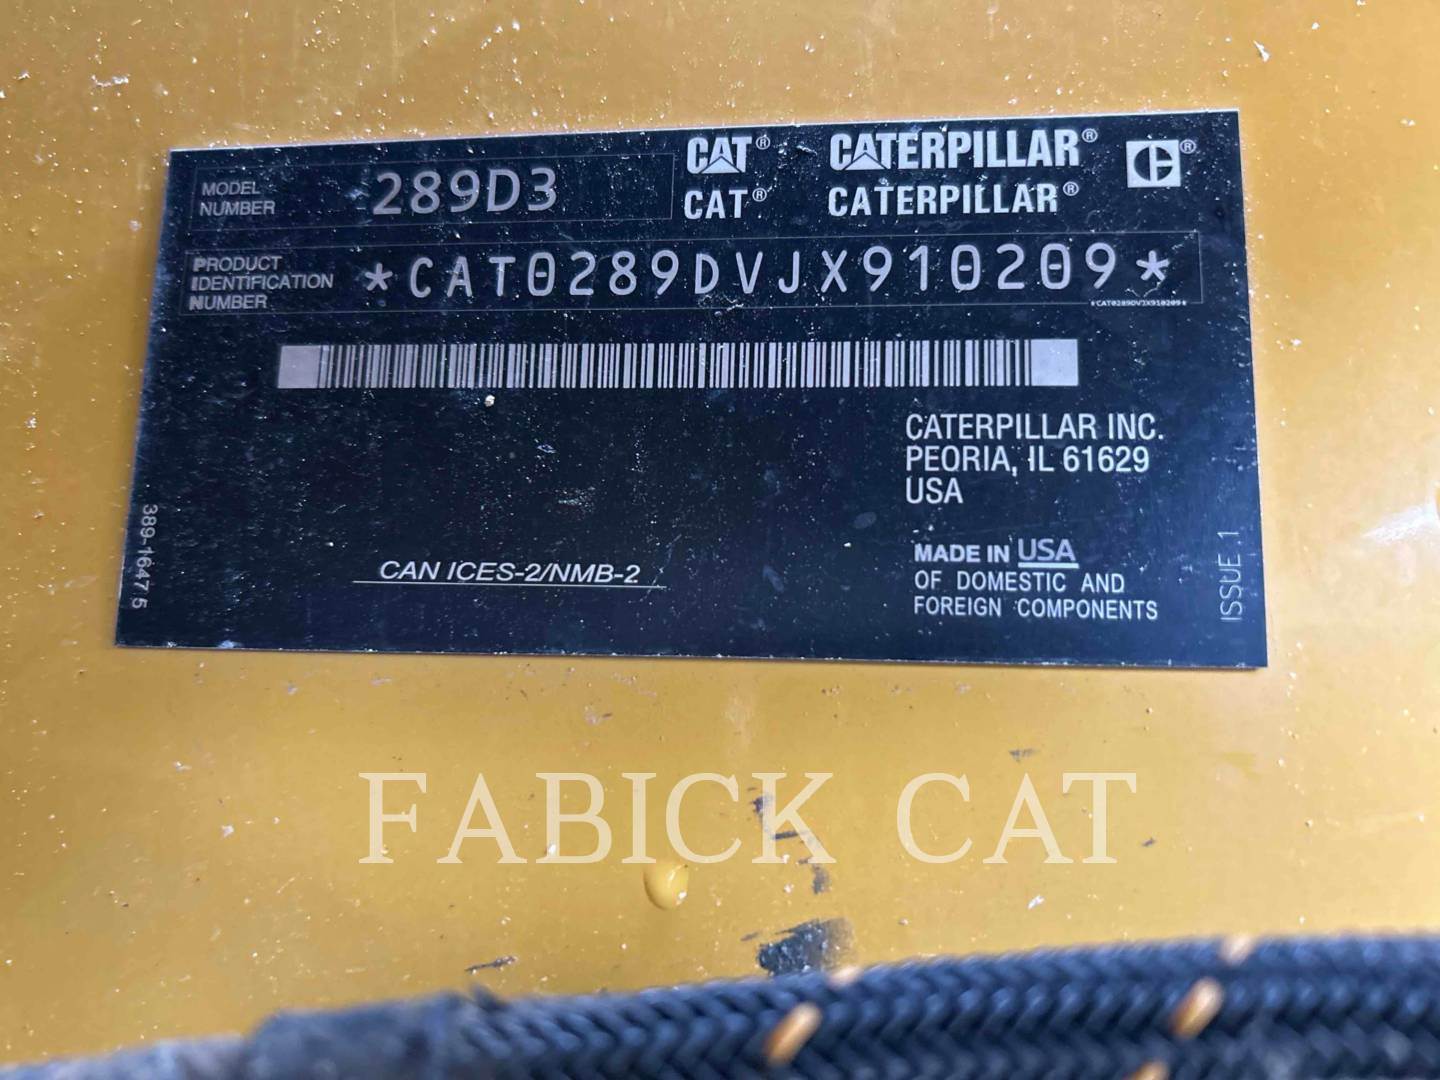 MODEL NUMBER 289D3
CAT® CATERPILLAR® C®
CAT® CATERPILLAR®
PRODUCT IDENTIFICATION NUMBER *CAT0289DVJX910209*
*CAT0289DVJX910209*
CATERPILLAR INC.
PEORIA, IL 61629
USA
MADE IN USA
OF DOMESTIC AND
FOREIGN COMPONENTS
CAN ICES-2/NMB-2
389-1647 5
ISSUE 1
FABICK CAT